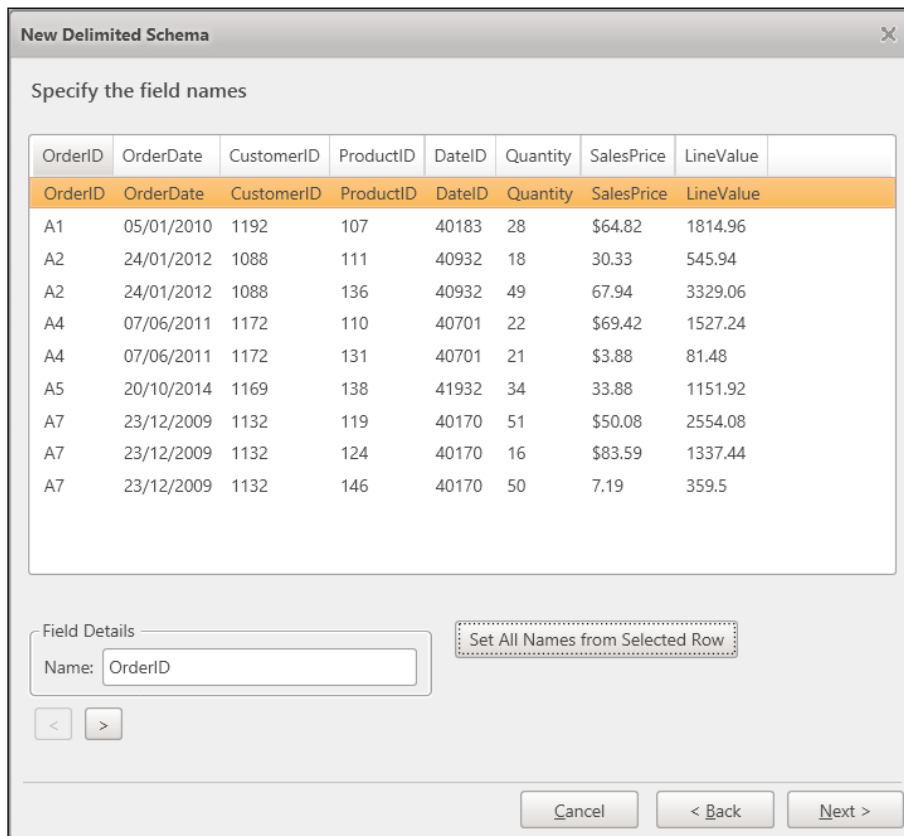 New Delimited Schema
Specify the field names
OrderID OrderDate CustomerID ProductID DateID Quantity SalesPrice LineValue
OrderID OrderDate CustomerID ProductID DateID Quantity SalesPrice LineValue
A1 05/01/2010 1192 107 40183 28 $64.82 1814.96
A2 24/01/2012 1088 111 40932 18 30.33 545.94
A2 24/01/2012 1088 136 40932 49 67.94 3329.06
A4 07/06/2011 1172 110 40701 22 $69.42 1527.24
A4 07/06/2011 1172 131 40701 21 $3.88 81.48
A5 20/10/2014 1169 138 41932 34 33.88 1151.92
A7 23/12/2009 1132 119 40170 51 $50.08 2554.08
A7 23/12/2009 1132 124 40170 16 $83.59 1337.44
A7 23/12/2009 1132 146 40170 50 7.19 359.5
Field Details
Set All Names from Selected Row
Name: OrderID
< >
Cancel < Back Next >